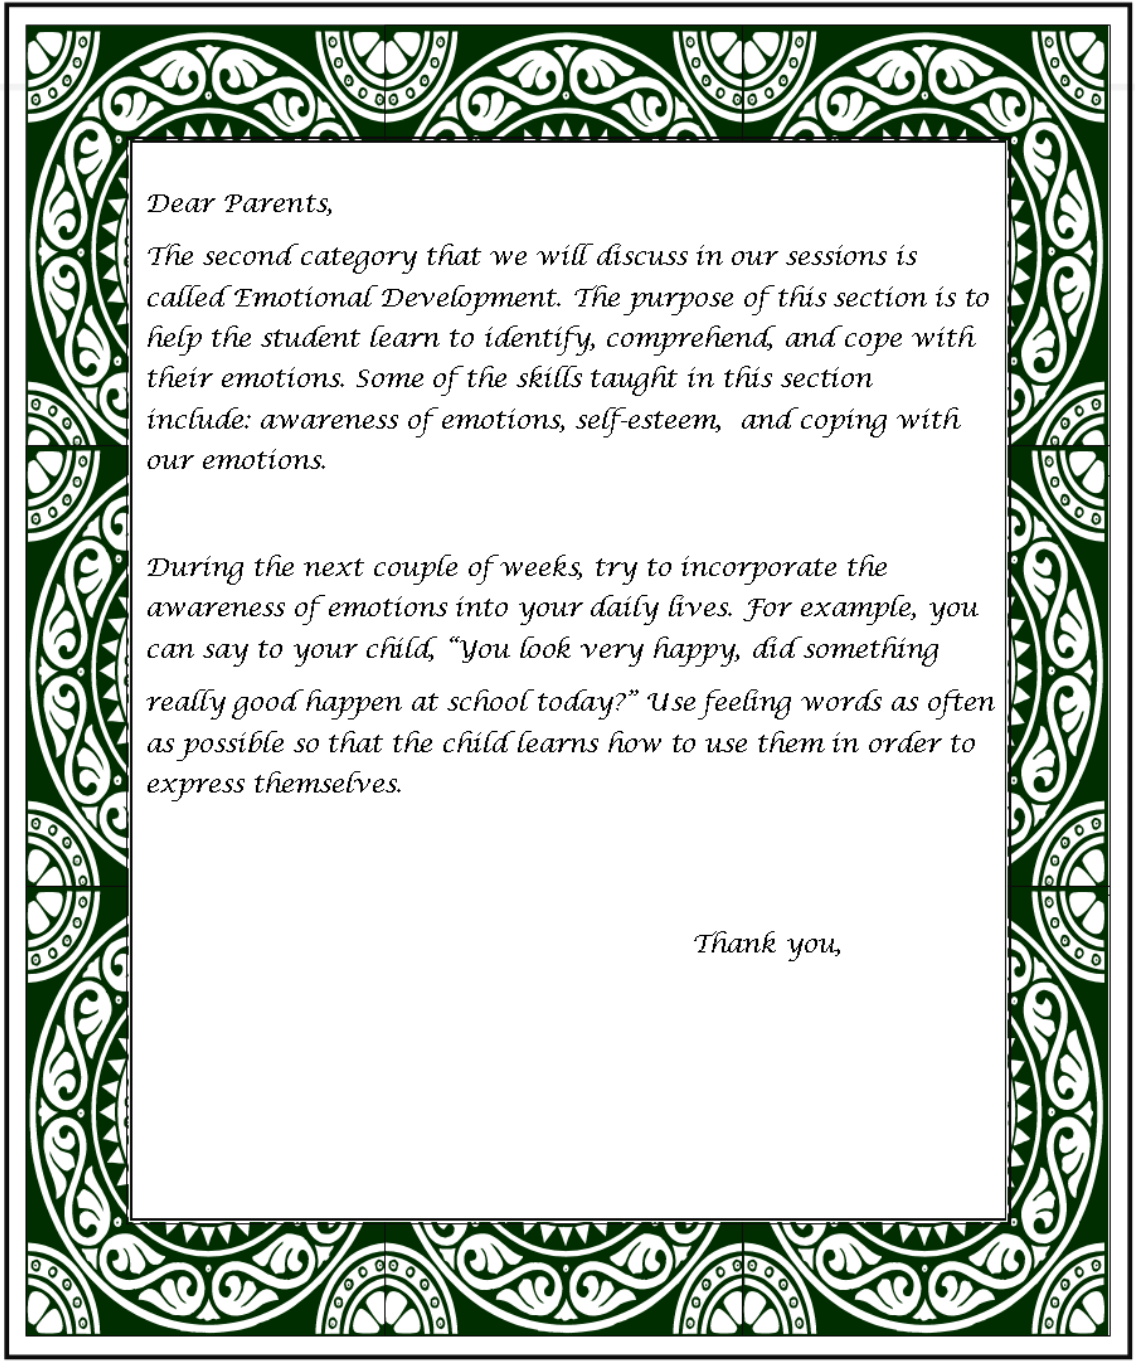 Dear Parents,
The second category that we will discuss in our sessions is
called Emotional Development. The purpose of this section is to
help the student learn to identify, comprehend, and cope with
their emotions. Some of the skills taught in this section
include: awareness of emotions, self-esteem,  and coping with
our emotions.
During the next couple of weeks, try to incorporate the
awareness of emotions into your daily lives. For example, you
can say to your child, “You look very happy, did something
really good happen at school today?” Use feeling words as often
as possible so that the child learns how to use them in order to
express themselves.
Thank you,